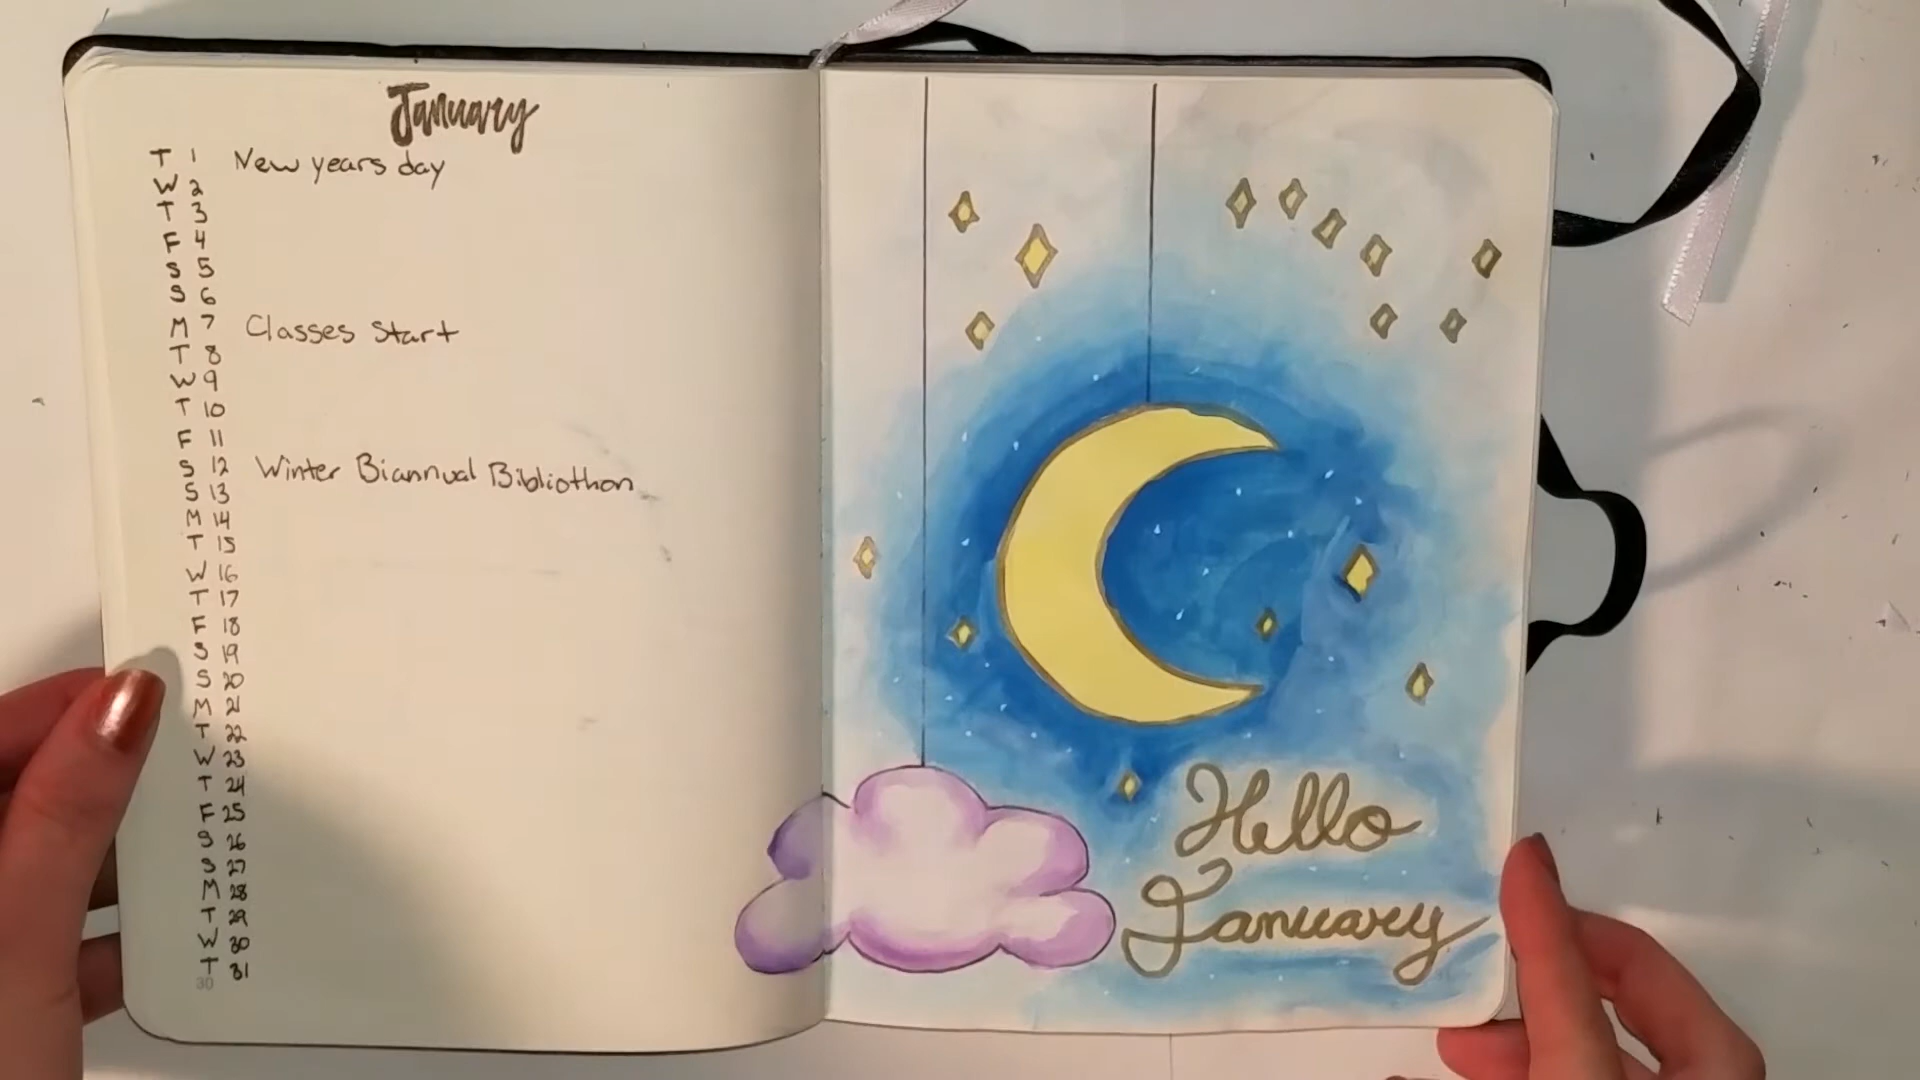 January
T 1 New years day
W 2
T 3
F 4
S 5
S 6
M 7 Classes Start
T 8
W 9
T 10
F 11
S 12 Winter Biannual Bibliothon
S 13
M 14
T 15
W 16
T 17
F 18
S 19
S 20
M 21
T 22
W 23
T 24
F 25
S 26
S 27
M 28
T 29
W 30
T 31
30
Hello
January